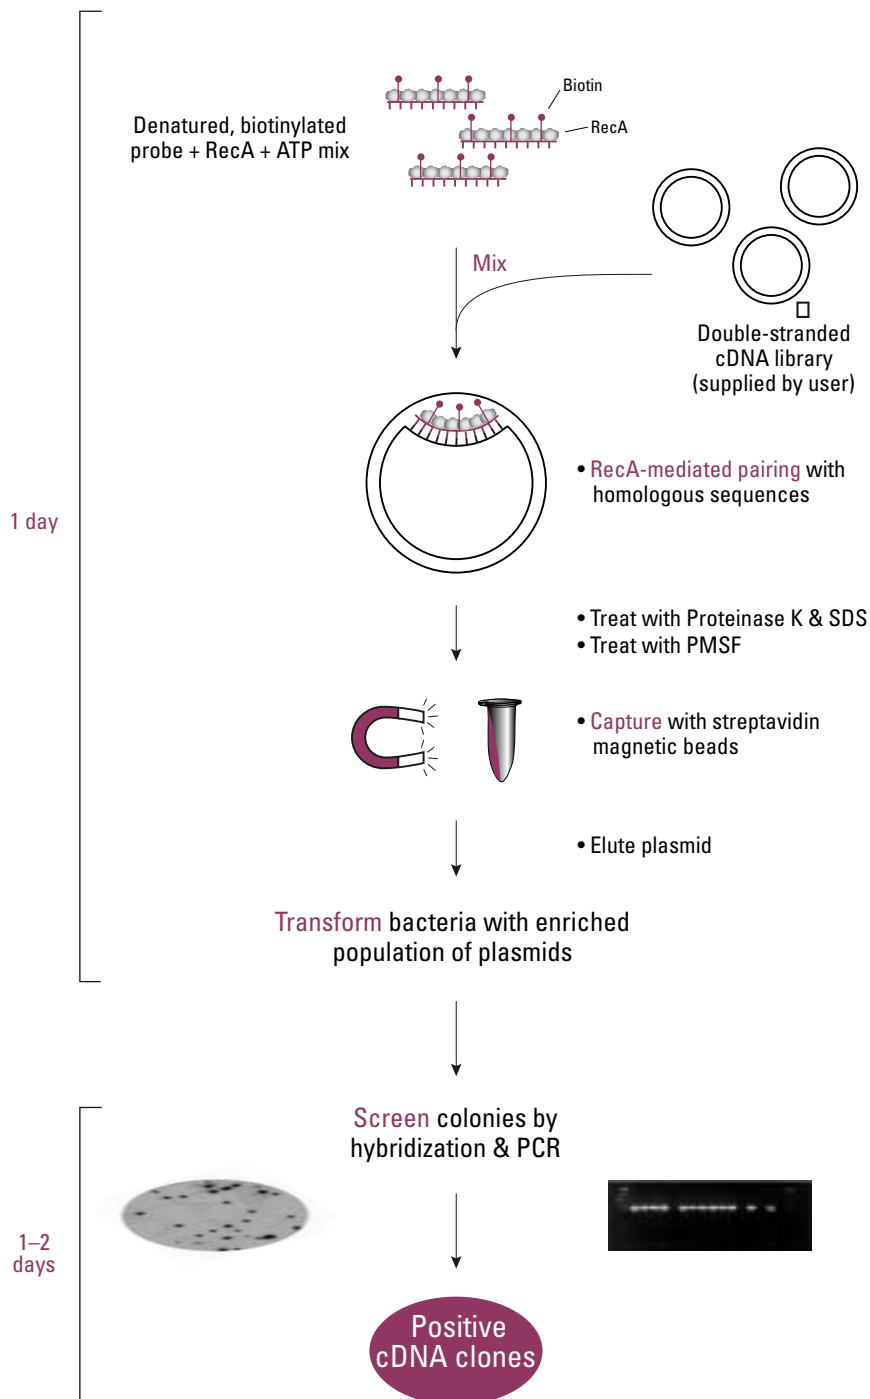 Biotin
RecA
Denatured, biotinylated
probe + RecA + ATP mix
Mix
Double-stranded
cDNA library
(supplied by user)
• RecA-mediated pairing with
homologous sequences
1 day
• Treat with Proteinase K & SDS
• Treat with PMSF
• Capture with streptavidin
magnetic beads
• Elute plasmid
Transform bacteria with enriched
population of plasmids
Screen colonies by
hybridization & PCR
1–2
days
Positive
cDNA clones